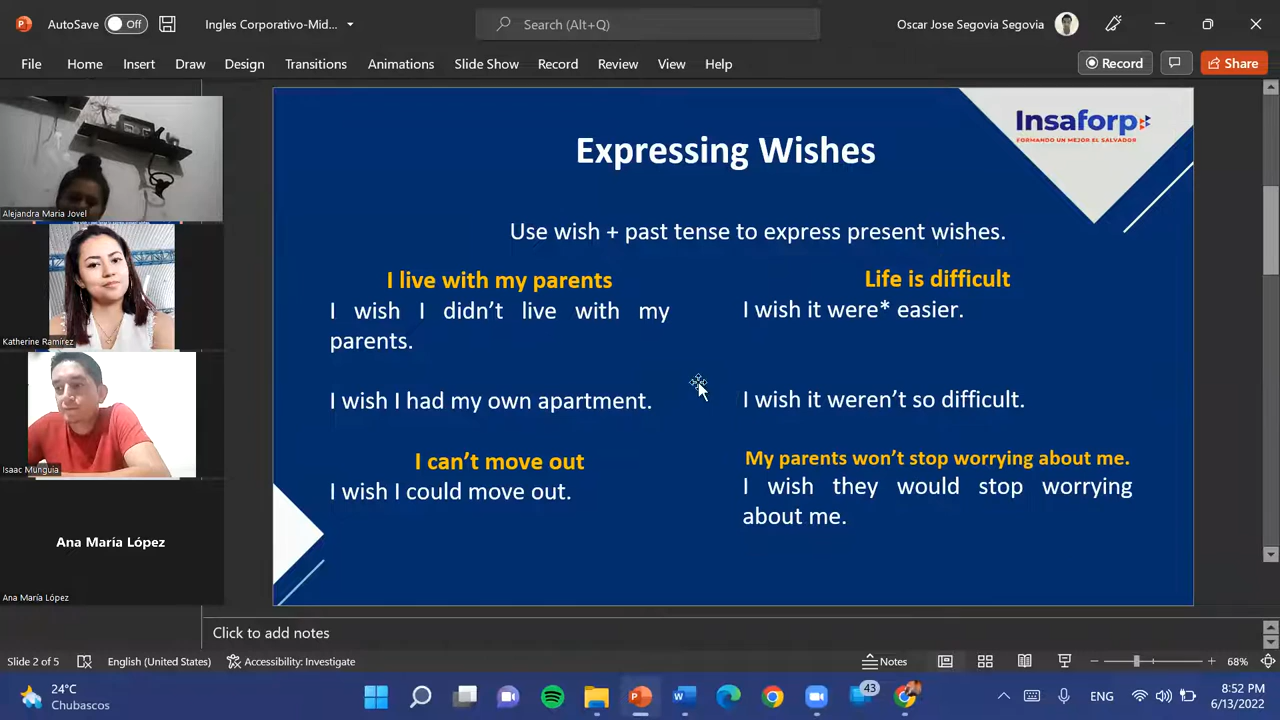 AutoSave Off Ingles Corporativo-Mid... Search (Alt+Q) Oscar Jose Segovia Segovia
File Home Insert Draw Design Transitions Animations Slide Show Record Review View Help Record Share
Insaforp
FORMANDO UN MEJOR EL SALVADOR
Expressing Wishes
Use wish + past tense to express present wishes.
I live with my parents
I wish I didn't live with my
parents.
I wish I had my own apartment.
I can't move out
I wish I could move out.
Life is difficult
I wish it were* easier.
I wish it weren't so difficult.
My parents won't stop worrying about me.
I wish they would stop worrying
about me.
Alejandra Maria Jovel
Katherine Ramírez
Isaac Munguia
Ana María López
Ana María López
Click to add notes
Slide 2 of 5 English (United States) Accessibility: Investigate Notes 68%
24°C
Chubascos
43
ENG
8:52 PM
6/13/2022